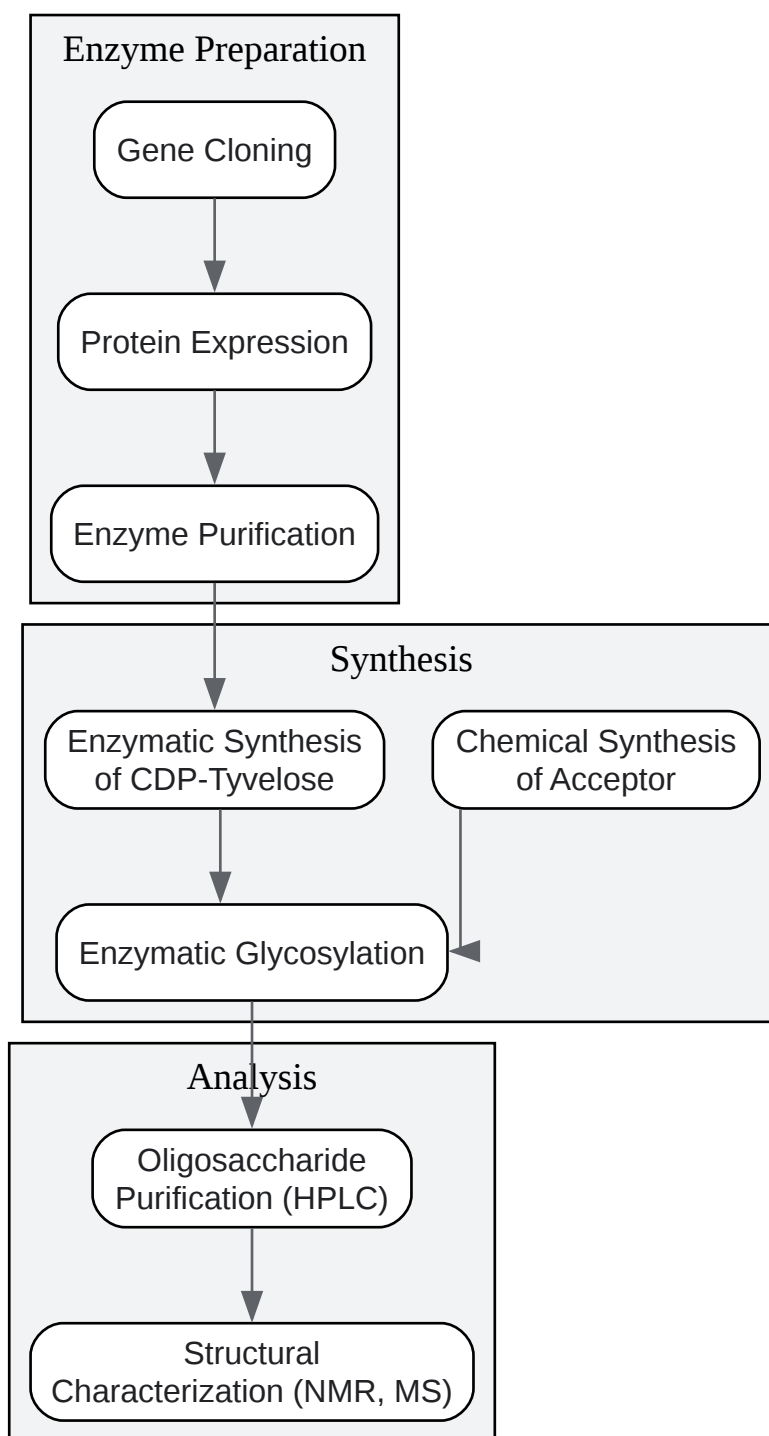 Enzyme Preparation
Gene Cloning
Protein Expression
Enzyme Purification
Synthesis
Enzymatic Synthesis
of CDP-Tyvelose
Chemical Synthesis
of Acceptor
Enzymatic Glycosylation
Analysis
Oligosaccharide
Purification (HPLC)
Structural
Characterization (NMR, MS)